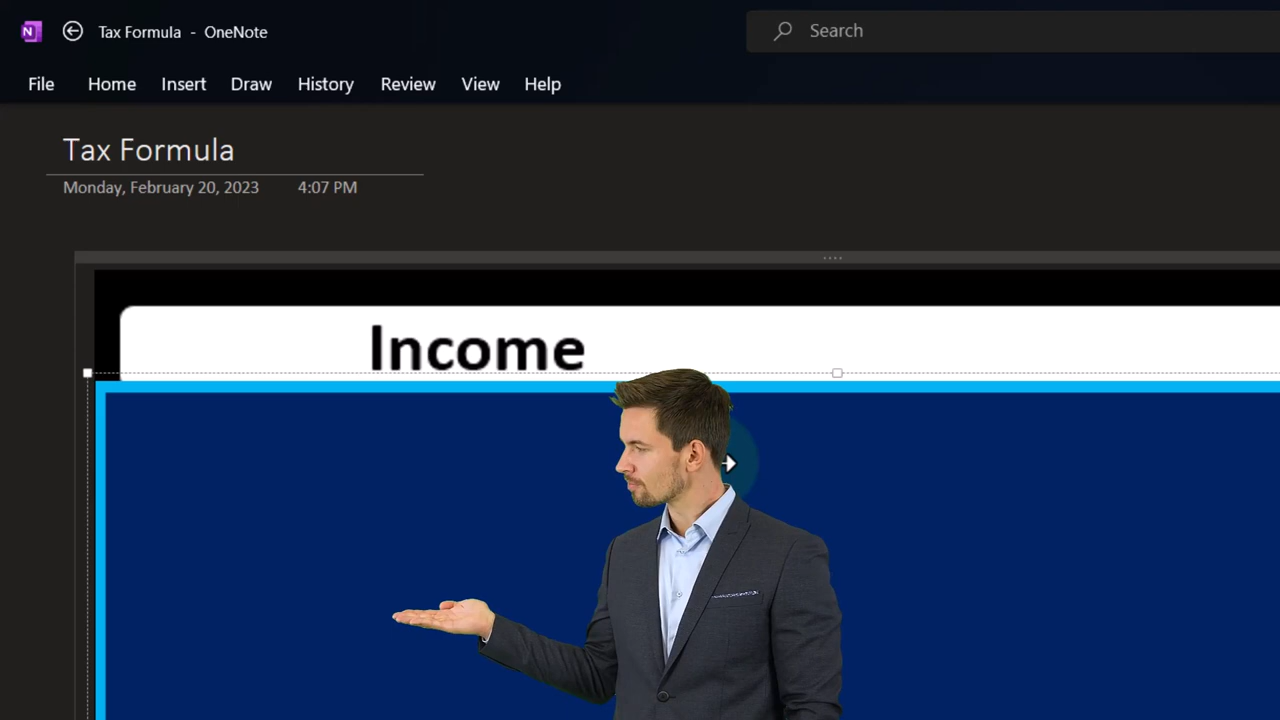 Tax Formula - OneNote
Search
File Home Insert Draw History Review View Help
Tax Formula
Monday, February 20, 2023 4:07 PM
Income